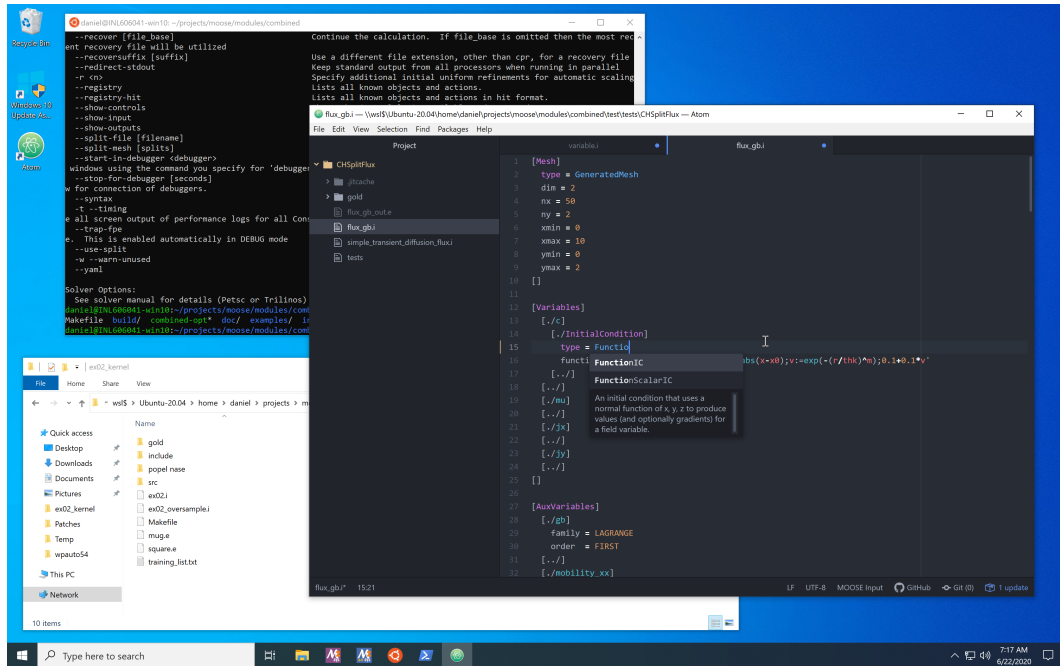 Recycle Bin
Windows 10
Update As...
Atom
daniel@INL606041-win10: ~/projects/moose/modules/combined
--recover [file_base] Continue the calculation. If file_base is omitted then the most rec
ent recovery file will be utilized
--recoversuffix [suffix] Use a different file extension, other than cpr, for a recovery file
--redirect-stdout Keep standard output from all processors when running in parallel
-r <n> Specify additional initial uniform refinements for automatic scaling
--registry Lists all known objects and actions.
--registry-hit Lists all known objects and actions in hit format.
--show-controls
--show-input
--show-outputs
--split-file [filename]
--split-mesh [splits]
--start-in-debugger <debugger>
windows using the command you specify for 'debugger
--stop-for-debugger [seconds]
w for connection of debuggers.
--syntax
-t --timing
e all screen output of performance logs for all Con
--trap-fpe
e. This is enabled automatically in DEBUG mode
--use-split
-w --warn-unused
--yaml
Solver Options:
See solver manual for details (Petsc or Trilinos)
daniel@INL606041-win10:~/projects/moose/modules/com
Makefile build/ combined-opt* doc/ examples/ i
daniel@INL606041-win10:~/projects/moose/modules/com
flux_gb.i — \\wsl$\Ubuntu-20.04\home\daniel\projects\moose\modules\combined\test\tests\CHSplitFlux — Atom
File Edit View Selection Find Packages Help
Project
CHSplitFlux
.jitcache
gold
flux_gb_out.e
flux_gb.i
simple_transient_diffusion_flux.i
tests
variable.i flux_gb.i
1 [Mesh]
2 type = GeneratedMesh
3 dim = 2
4 nx = 50
5 ny = 2
6 xmin = 0
7 xmax = 10
8 ymin = 0
9 ymax = 2
10 []
11
12 [Variables]
13 [./c]
14 [./InitialCondition]
15 type = Functio
16 functi bs(x-x0);v:=exp(-(r/thk)^m);0.1+0.1*v'
17 [../]
18 [../]
19 [./mu]
20 [../]
21 [./jx]
22 [../]
23 [./jy]
24 [../]
25 []
26
27 [AuxVariables]
28 [./gb]
29 family = LAGRANGE
30 order = FIRST
31 [../]
32 [./mobility_xx]
FunctionIC
FunctionScalarIC
An initial condition that uses a
normal function of x, y, z to produce
values (and optionally gradients) for
a field variable.
flux_gb.i* 15:21 LF UTF-8 MOOSE Input GitHub Git (0) 1 update
ex02_kernel
File Home Share View
wsl$ Ubuntu-20.04 home daniel projects m
Name
Quick access
Desktop
Downloads
Documents
Pictures
ex02_kernel
Patches
Temp
wpauto54
This PC
Network
gold
include
popel nase
src
ex02.i
ex02_oversample.i
Makefile
mug.e
square.e
training_list.txt
10 items
Type here to search
7:17 AM
6/22/2020